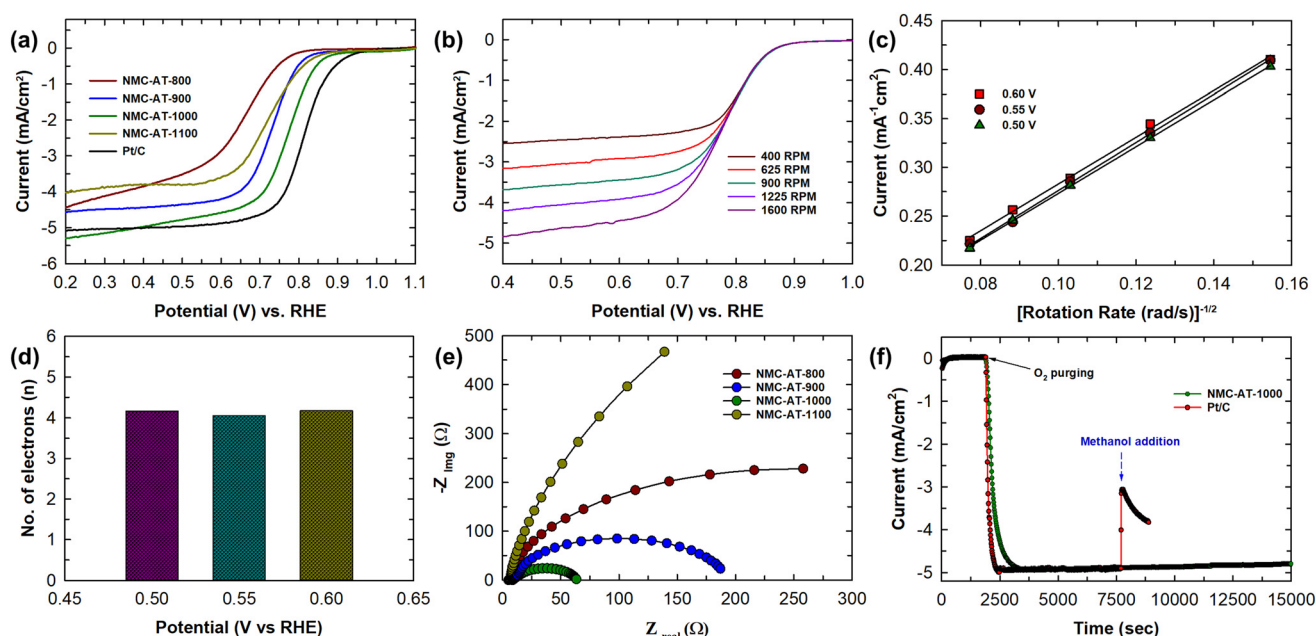 (a)
0
-1
-2
-3
-4
-5
-6
Current (mA/cm²)
NMC-AT-800
NMC-AT-900
NMC-AT-1000
NMC-AT-1100
Pt/C
0.2 0.3 0.4 0.5 0.6 0.7 0.8 0.9 1.0 1.1
Potential (V) vs. RHE
(b)
0
-1
-2
-3
-4
-5
Current (mA/cm²)
400 RPM
625 RPM
900 RPM
1225 RPM
1600 RPM
0.4 0.5 0.6 0.7 0.8 0.9 1.0
Potential (V) vs. RHE
(c)
0.45
0.40
0.35
0.30
0.25
0.20
Current (mA⁻¹ cm²)
0.60 V
0.55 V
0.50 V
0.08 0.10 0.12 0.14 0.16
[Rotation Rate (rad/s)]⁻¹/²
(d)
6
5
4
3
2
1
0
No. of electrons (n)
0.45 0.50 0.55 0.60 0.65
Potential (V vs RHE)
(e)
500
400
300
200
100
0
-Z Img (Ω)
NMC-AT-800
NMC-AT-900
NMC-AT-1000
NMC-AT-1100
0 50 100 150 200 250 300
Z real (Ω)
(f)
0
-1
-2
-3
-4
-5
Current (mA/cm²)
O₂ purging
NMC-AT-1000
Pt/C
Methanol addition
0 2500 5000 7500 10000 12500 15000
Time (sec)